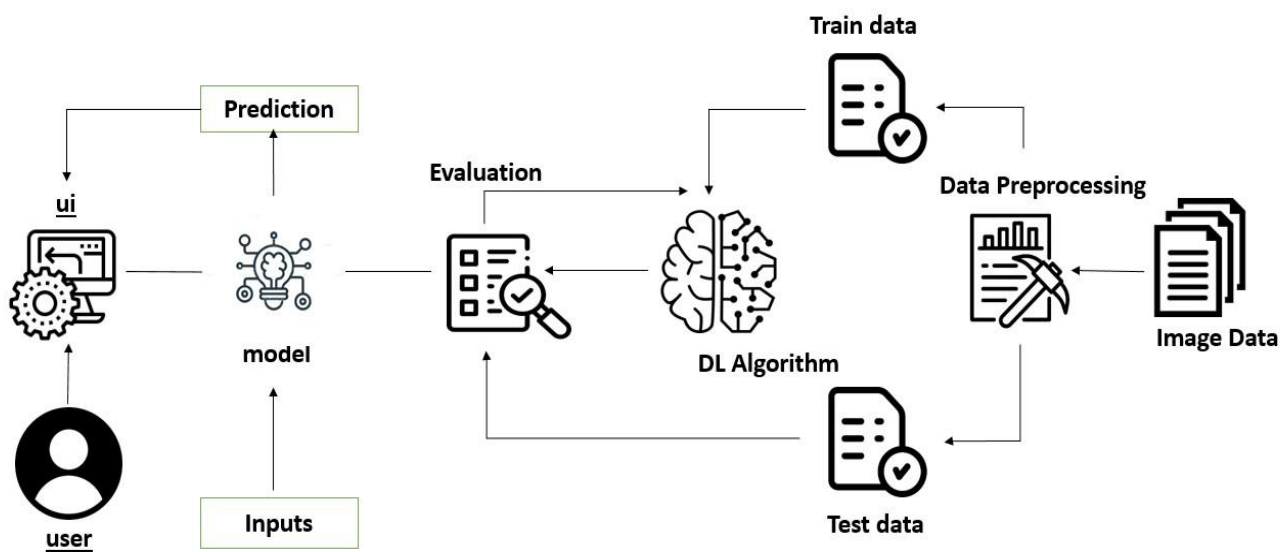 Train data
Prediction
Evaluation
Data Preprocessing
ui
model
DL Algorithm
Image Data
Inputs
Test data
user